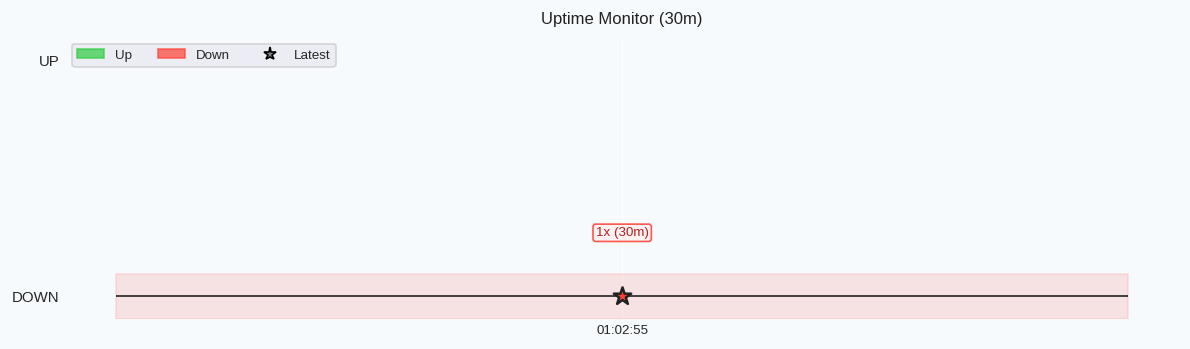 Uptime Monitor (30m)
UP
Up Down Latest
1x (30m)
DOWN
01:02:55